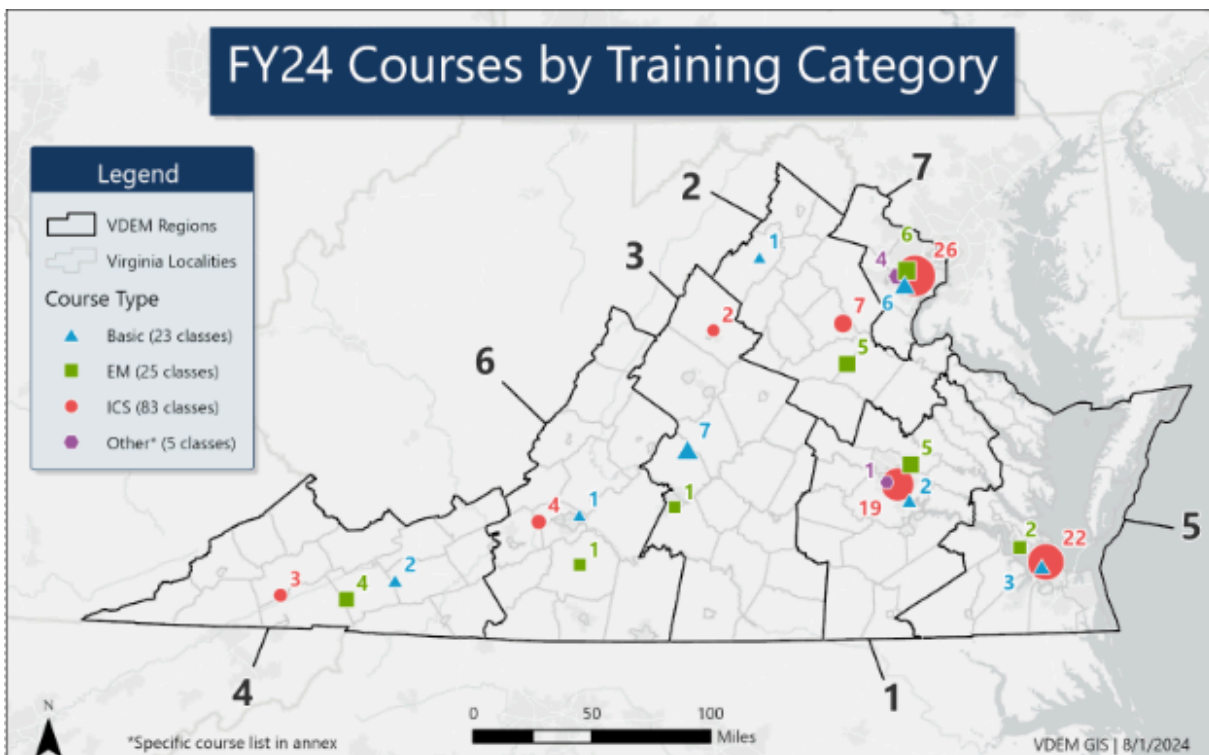 FY24 Courses by Training Category
Legend
VDEM Regions
Virginia Localities
Course Type
Basic (23 classes)
EM (25 classes)
ICS (83 classes)
Other* (5 classes)
7
2
6
1
4
26
3
6
2
7
5
6
7
5
1
1
2
4
1
19
1
2
22
5
3
4
2
3
4
1
N
0
50
100
Miles
*Specific course list in annex
VDEM GIS | 8/1/2024